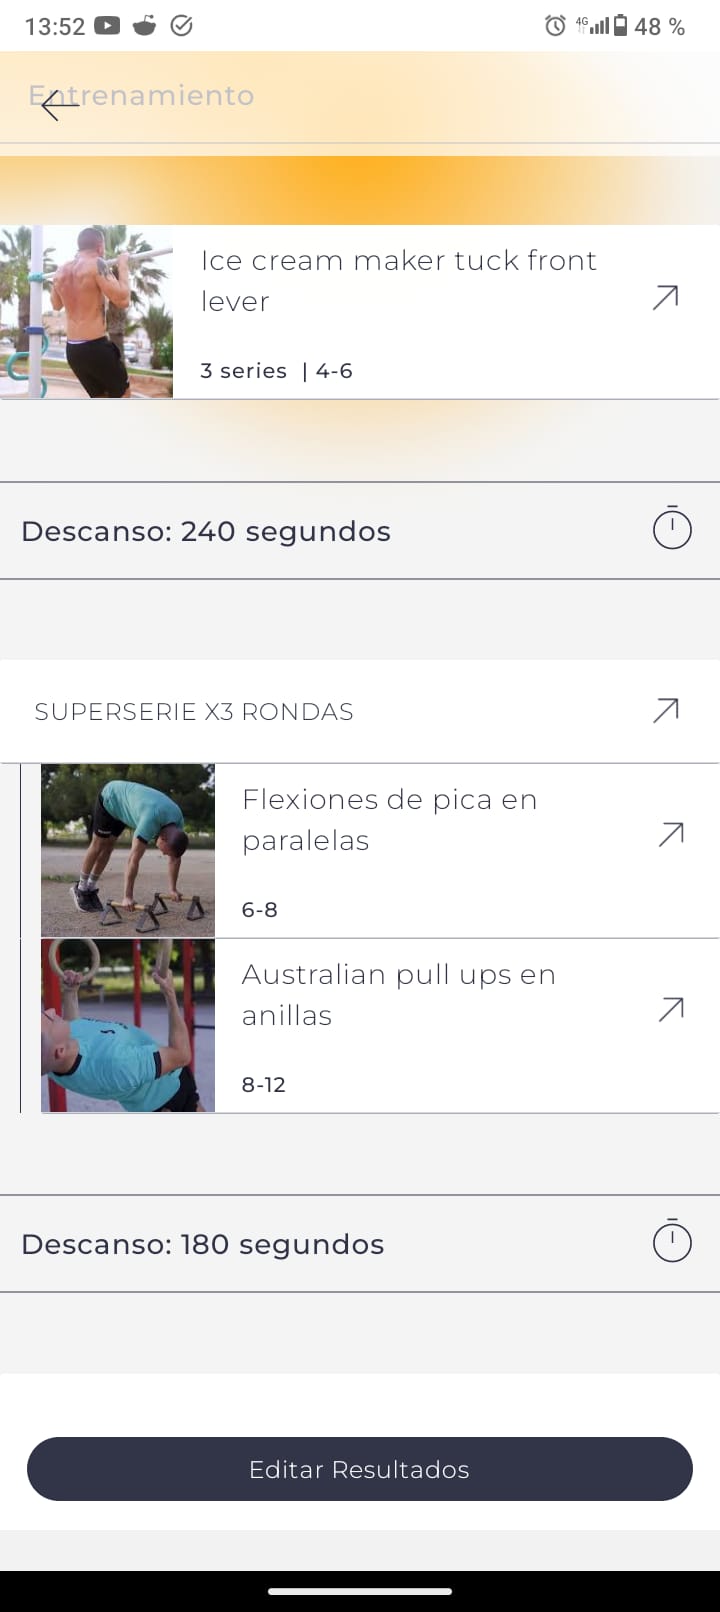 13:52
4G
48 %
Entrenamiento
Ice cream maker tuck front
lever
3 series | 4-6
Descanso: 240 segundos
SUPERSERIE X3 RONDAS
Flexiones de pica en
paralelas
6-8
Australian pull ups en
anillas
8-12
Descanso: 180 segundos
Editar Resultados